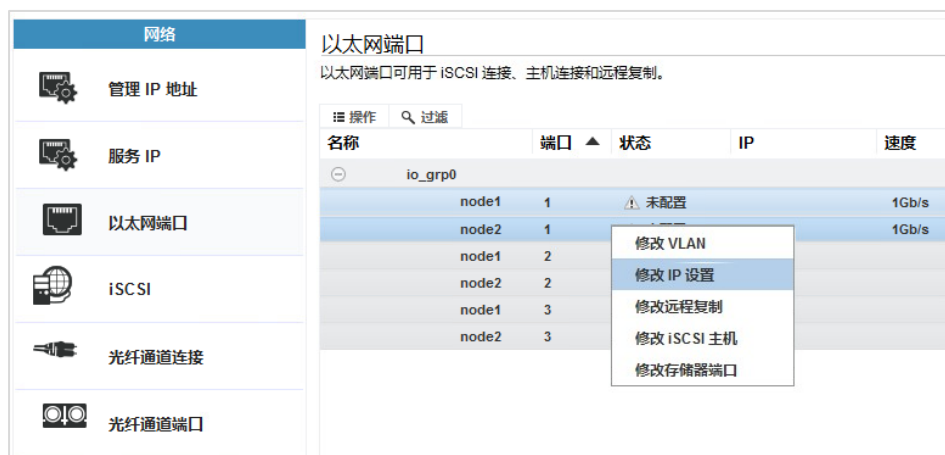 网络
管理 IP 地址
服务 IP
以太网端口
iSCSI
光纤通道连接
光纤通道端口
以太网端口
以太网端口可用于 iSCSI 连接、主机连接和远程复制。
操作 过滤
名称 端口 状态 IP 速度
io_grp0
node1 1 未配置 1Gb/s
node2 1 1Gb/s
node1 2
node2 2
node1 3
node2 3
修改 VLAN
修改 IP 设置
修改远程复制
修改 iSCSI 主机
修改存储器端口